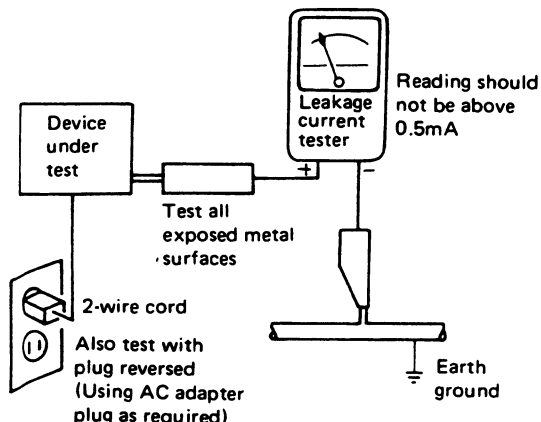 Device
under
test
Leakage
current
tester
+ −
Reading should
not be above
0.5mA
Test all
exposed metal
surfaces
2-wire cord
Also test with
plug reversed
(Using AC adapter
plug as required)
Earth
ground